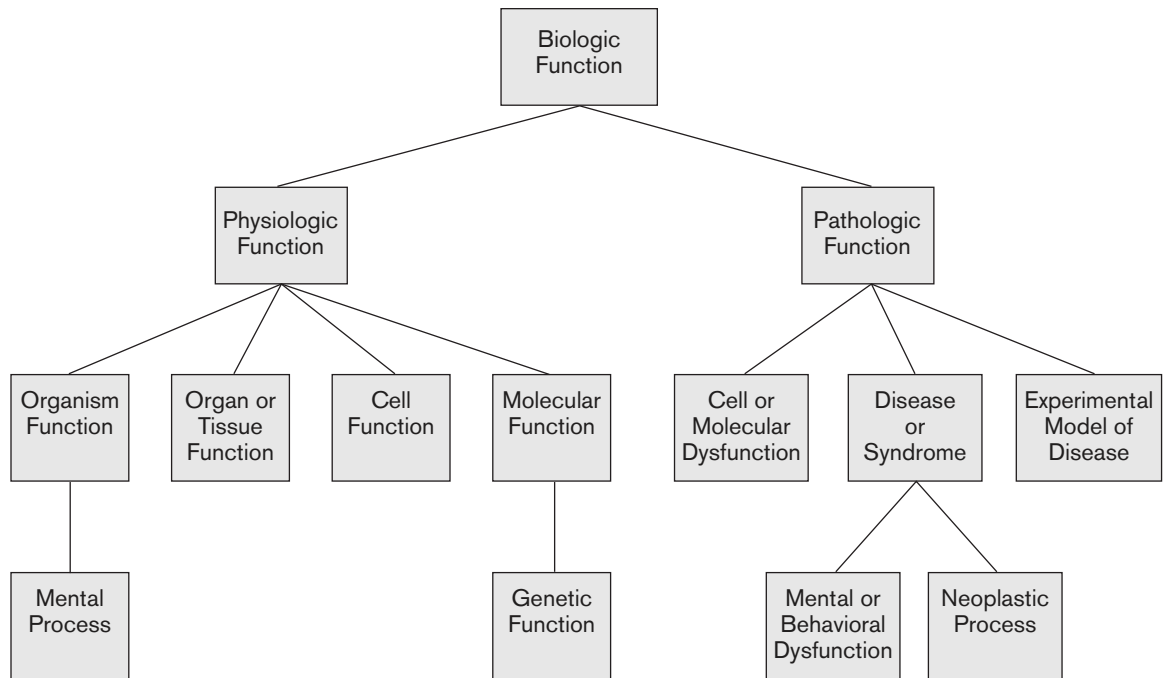 Biologic
Function
Physiologic
Function
Pathologic
Function
Organism
Function
Organ or
Tissue
Function
Cell
Function
Molecular
Function
Cell or
Molecular
Dysfunction
Disease
or
Syndrome
Experimental
Model of
Disease
Mental
Process
Genetic
Function
Mental or
Behavioral
Dysfunction
Neoplastic
Process